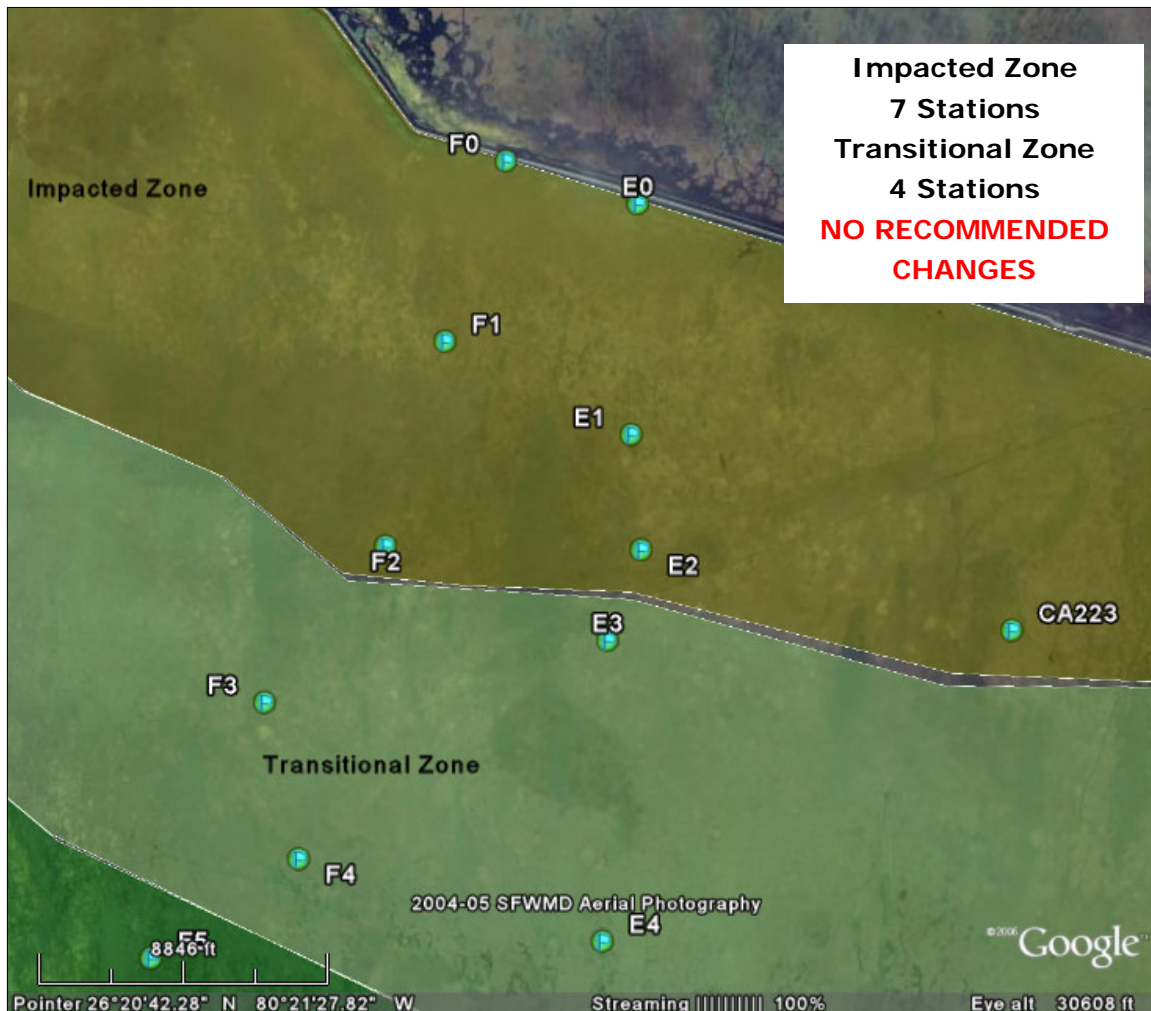 Impacted Zone
7 Stations
Transitional Zone
4 Stations
NO RECOMMENDED
CHANGES
F0
E0
Impacted Zone
F1
E1
F2
E2
CA223
E3
F3
Transitional Zone
F4
2004-05 SFWMD Aerial Photography
E4
©2006 Google™
8846 ft
Pointer 26°20'42.28" N 80°21'27.82" W Streaming |||||||||| 100% Eye alt 30608 ft